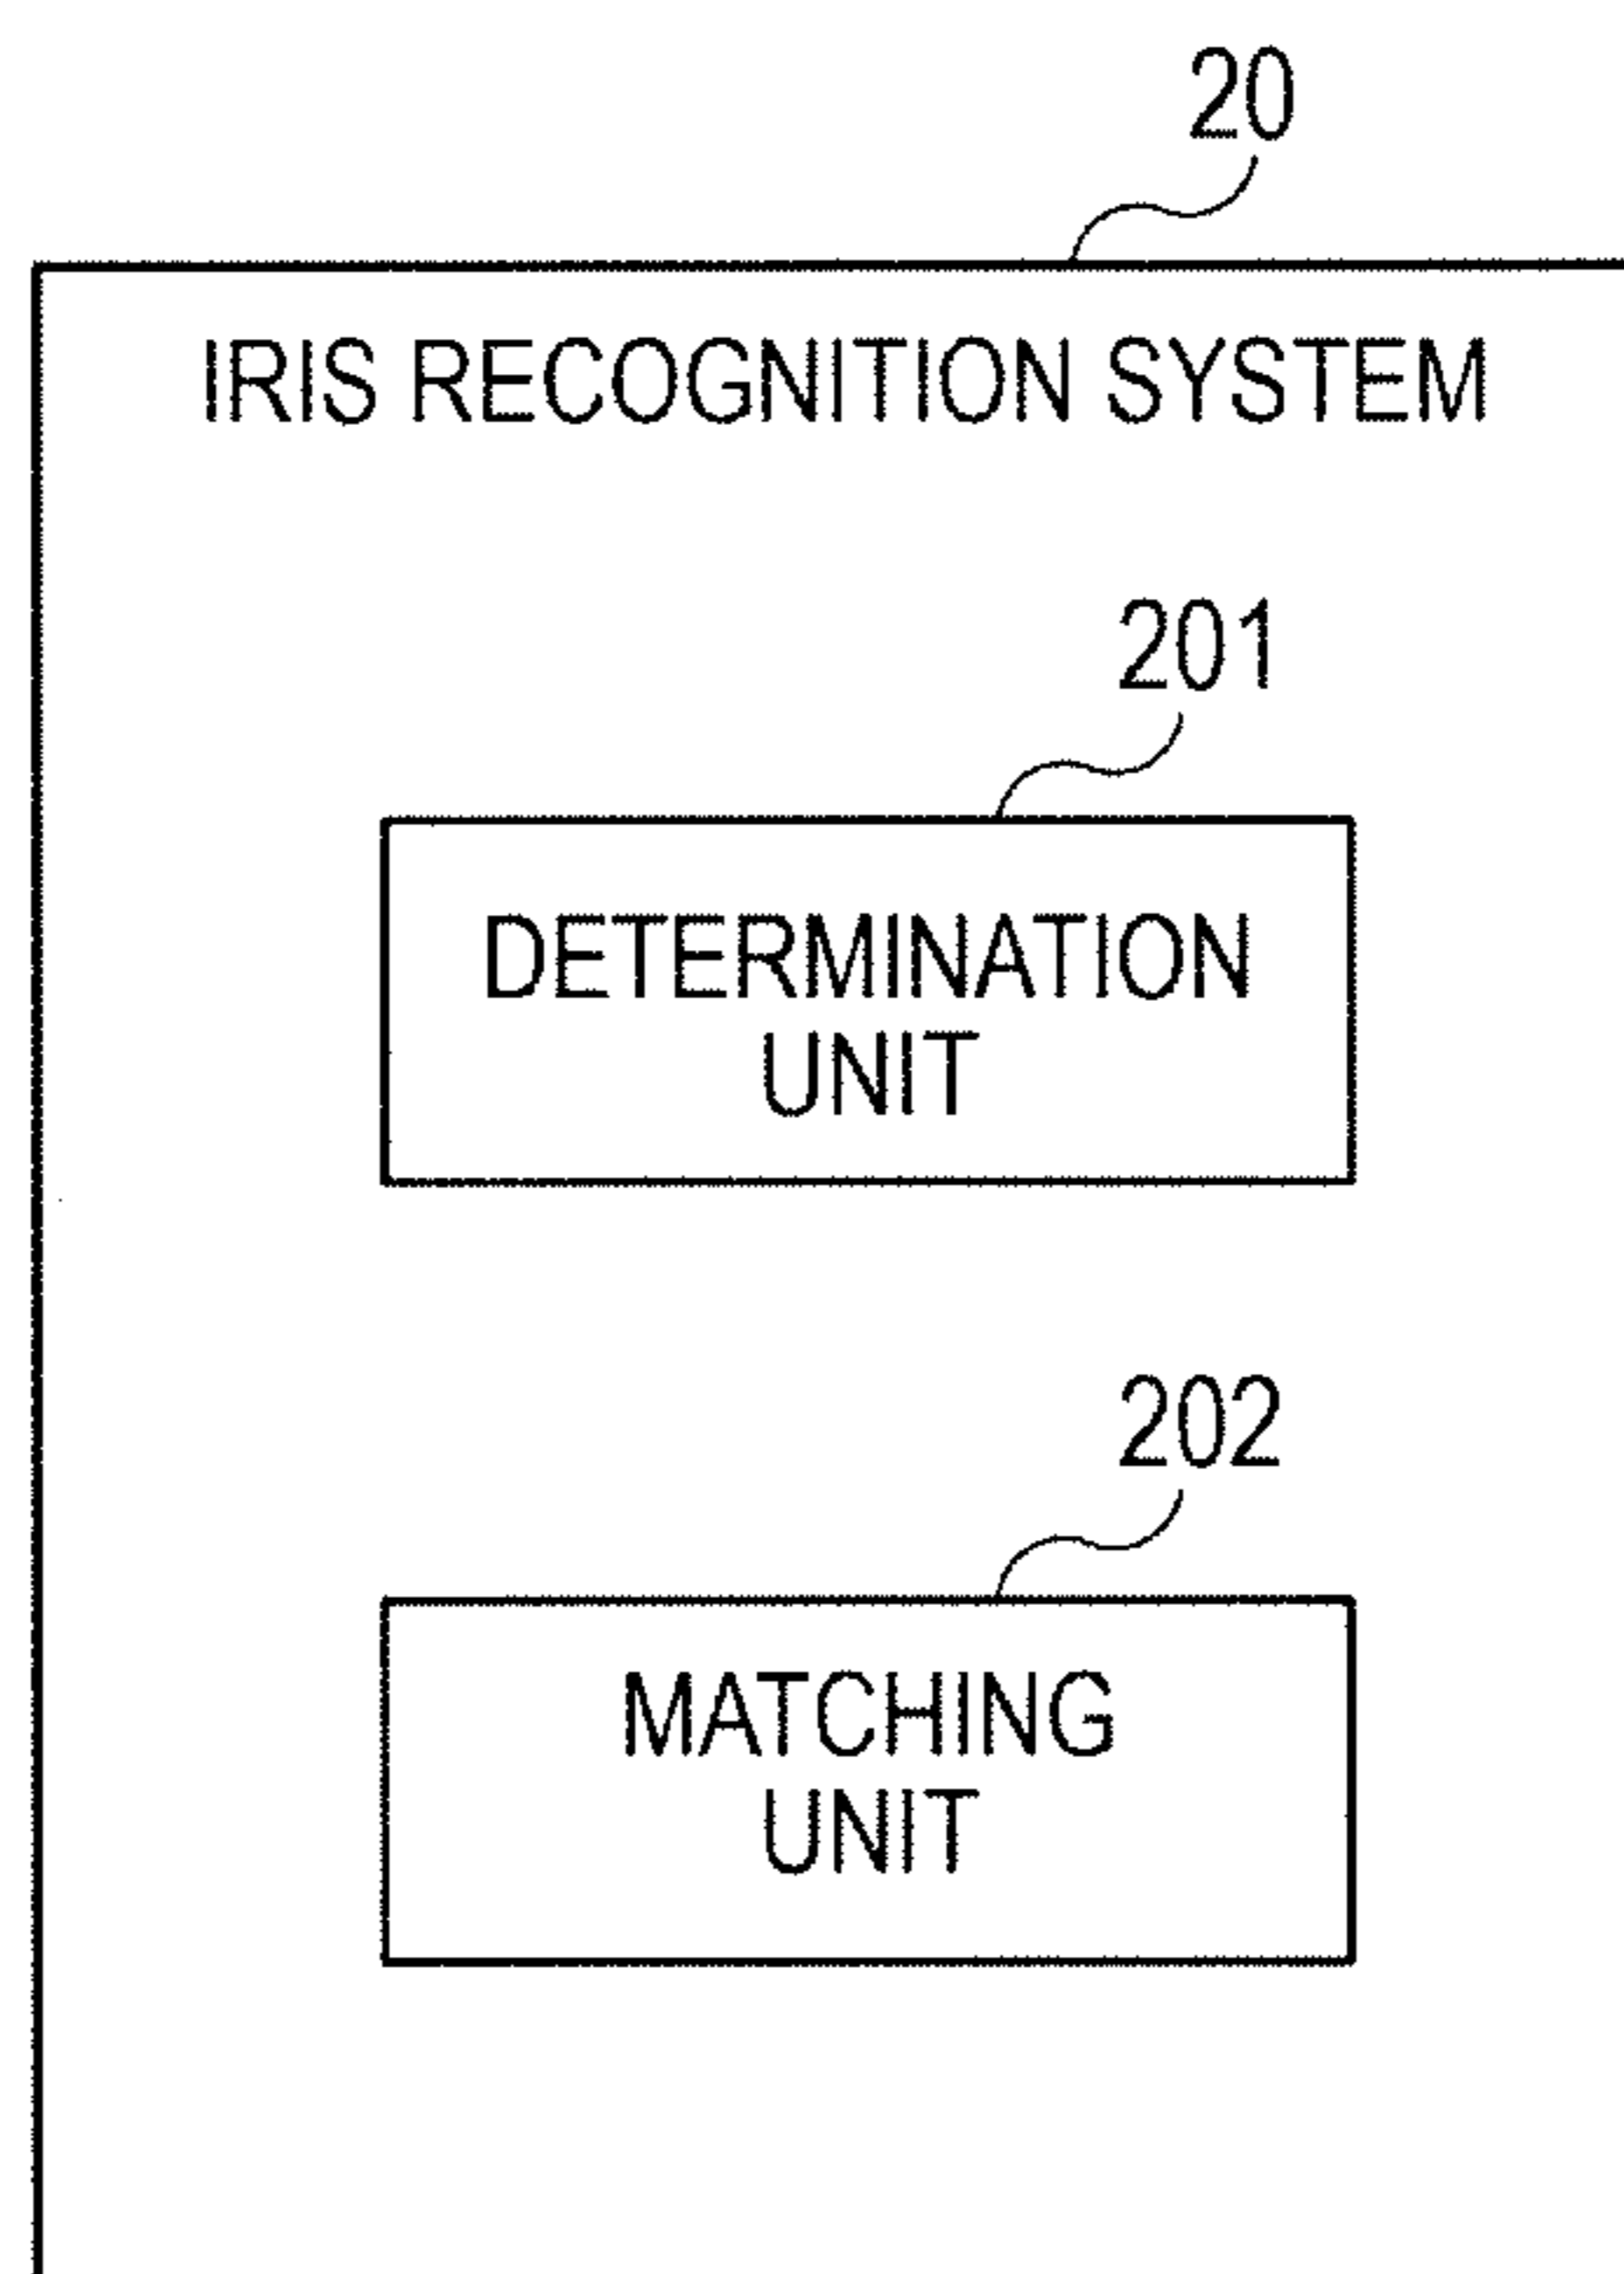 20
IRIS RECOGNITION SYSTEM
201
DETERMINATION
UNIT
202
MATCHING
UNIT